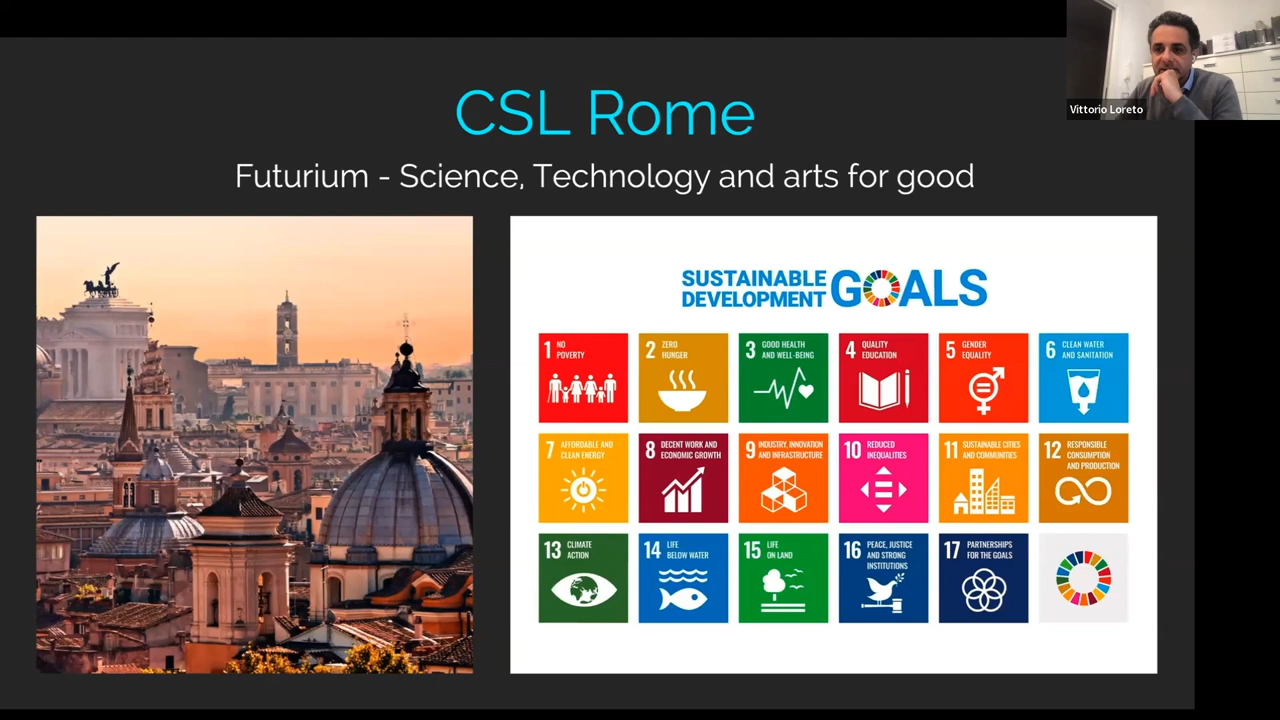 Vittorio Loreto
CSL Rome
Futurium - Science, Technology and arts for good
SUSTAINABLE
DEVELOPMENT
GOALS
1 NO
POVERTY
2 ZERO
HUNGER
3 GOOD HEALTH
AND WELL-BEING
4 QUALITY
EDUCATION
5 GENDER
EQUALITY
6 CLEAN WATER
AND SANITATION
7 AFFORDABLE AND
CLEAN ENERGY
8 DECENT WORK AND
ECONOMIC GROWTH
9 INDUSTRY, INNOVATION
AND INFRASTRUCTURE
10 REDUCED
INEQUALITIES
11 SUSTAINABLE CITIES
AND COMMUNITIES
12 RESPONSIBLE
CONSUMPTION
AND PRODUCTION
13 CLIMATE
ACTION
14 LIFE
BELOW WATER
15 LIFE
ON LAND
16 PEACE, JUSTICE
AND STRONG
INSTITUTIONS
17 PARTNERSHIPS
FOR THE GOALS